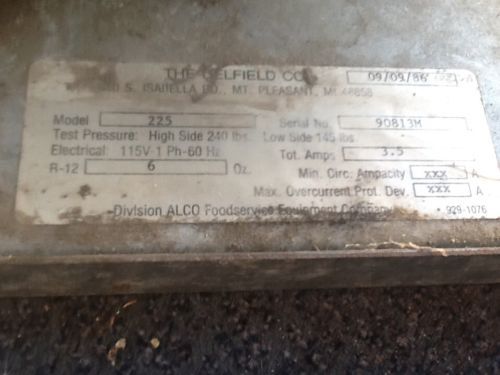 THE DELFIELD CO. 09/09/86
S. ISABELLA RD., MT. PLEASANT, MI 48858
Model 225 Serial No. 90813M
Test Pressure: High Side 240 lbs. Low Side 145 lbs.
Electrical: 115V-1 Ph-60 Hz Tot. Amps 3.5
R-12 6 Oz. Min. Circ. Ampacity xxx A
Max. Overcurrent Prot. Dev. xxx A
Division ALCO Foodservice Equipment Company 929-1076